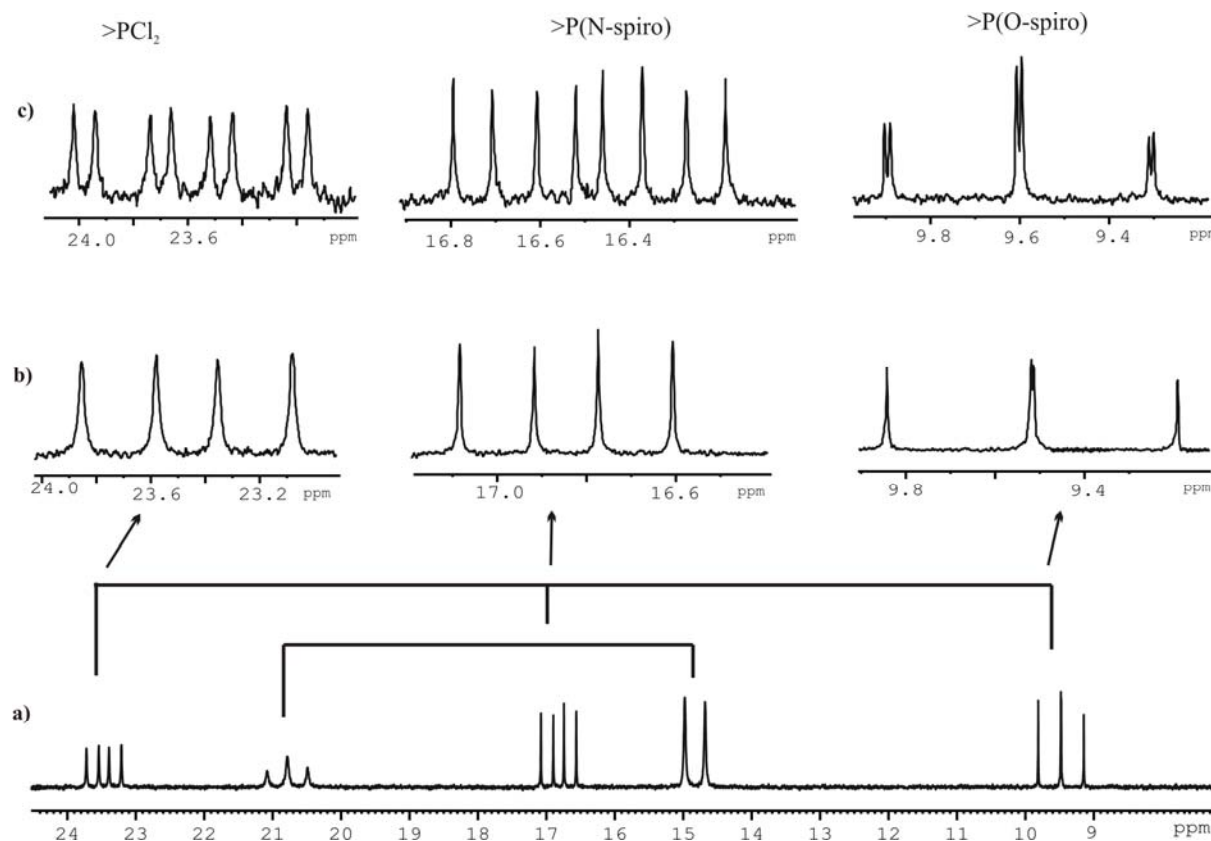 >PCl₂ >P(N-spiro) >P(O-spiro)
c)
24.0 23.6 ppm 16.8 16.6 16.4 ppm 9.8 9.6 9.4 ppm
b)
24.0 23.6 23.2 ppm 17.0 16.6 ppm 9.8 9.4 ppm
a)
24 23 22 21 20 19 18 17 16 15 14 13 12 11 10 9 ppm